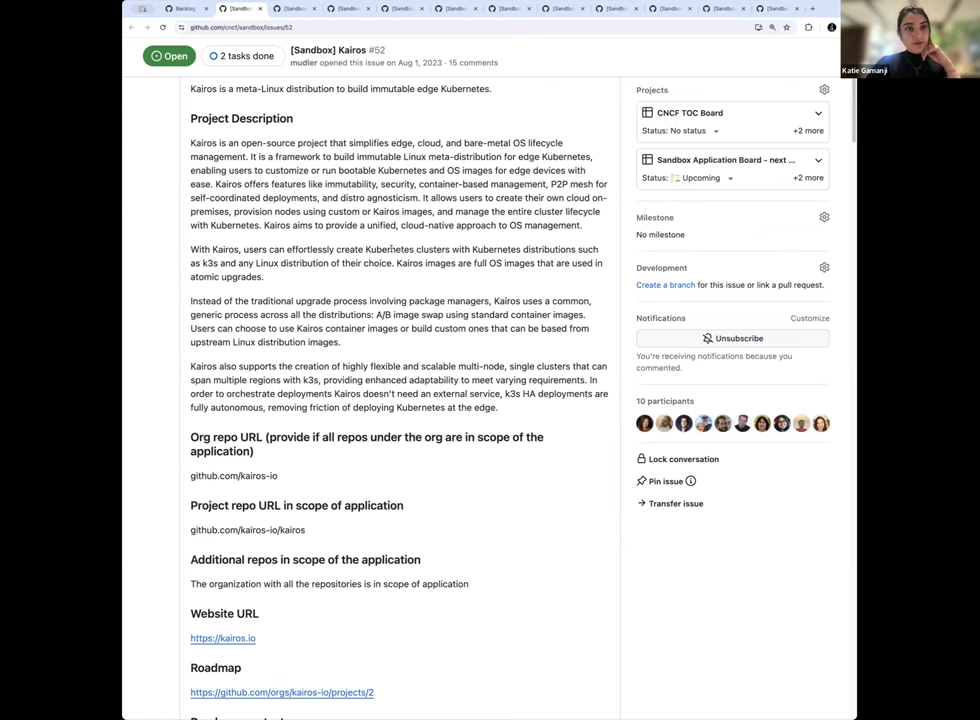 Backlog
[Sandbo
[Sandbo
[Sandbo
[Sandbo
[Sandbo
[Sandbo
[Sandbo
[Sandbo
[Sandbo
[Sandbo
[Sandbo
github.com/cncf/sandbox/issues/52
Open
2 tasks done
[Sandbox] Kairos #52
mudler opened this issue on Aug 1, 2023 · 15 comments
Katie Gamanji
Kairos is a meta-Linux distribution to build immutable edge Kubernetes.
Project Description
Kairos is an open-source project that simplifies edge, cloud, and bare-metal OS lifecycle
management. It is a framework to build immutable Linux meta-distribution for edge Kubernetes,
enabling users to customize or run bootable Kubernetes and OS images for edge devices with
ease. Kairos offers features like immutability, security, container-based management, P2P mesh for
self-coordinated deployments, and distro agnosticism. It allows users to create their own cloud on-
premises, provision nodes using custom or Kairos images, and manage the entire cluster lifecycle
with Kubernetes. Kairos aims to provide a unified, cloud-native approach to OS management.
With Kairos, users can effortlessly create Kubernetes clusters with Kubernetes distributions such
as k3s and any Linux distribution of their choice. Kairos images are full OS images that are used in
atomic upgrades.
Instead of the traditional upgrade process involving package managers, Kairos uses a common,
generic process across all the distributions: A/B image swap using standard container images.
Users can choose to use Kairos container images or build custom ones that can be based from
upstream Linux distribution images.
Kairos also supports the creation of highly flexible and scalable multi-node, single clusters that can
span multiple regions with k3s, providing enhanced adaptability to meet varying requirements. In
order to orchestrate deployments Kairos doesn't need an external service, k3s HA deployments are
fully autonomous, removing friction of deploying Kubernetes at the edge.
Org repo URL (provide if all repos under the org are in scope of the
application)
github.com/kairos-io
Project repo URL in scope of application
github.com/kairos-io/kairos
Additional repos in scope of the application
The organization with all the repositories is in scope of application
Website URL
https://kairos.io
Roadmap
https://github.com/orgs/kairos-io/projects/2
Projects
CNCF TOC Board
Status: No status
+2 more
Sandbox Application Board - next ...
Status: Upcoming
+2 more
Milestone
No milestone
Development
Create a branch for this issue or link a pull request.
Notifications
Customize
Unsubscribe
You're receiving notifications because you
commented.
10 participants
Lock conversation
Pin issue
Transfer issue